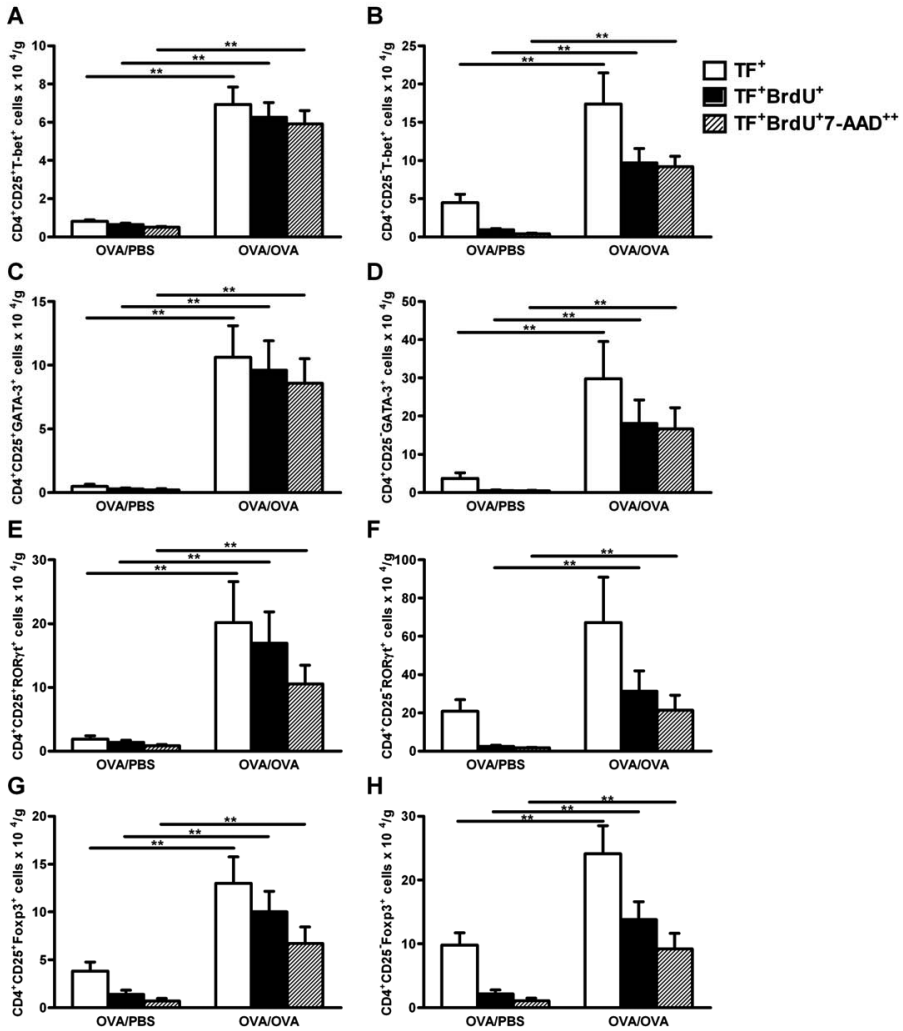 A
CD4⁺CD25⁺T-bet⁺ cells x 10 ⁴/g
10
8
6
4
2
0
**
**
**
OVA/PBS OVA/OVA
B
CD4⁺CD25⁻T-bet⁺ cells x 10 ⁴/g
25
20
15
10
5
0
**
**
**
OVA/PBS OVA/OVA
TF⁺
TF⁺BrdU⁺
TF⁺BrdU⁺7-AAD⁺⁺
C
CD4⁺CD25⁺GATA-3⁺ cells x 10 ⁴/g
15
10
5
0
**
**
**
OVA/PBS OVA/OVA
D
CD4⁺CD25⁻GATA-3⁺ cells x 10 ⁴/g
50
40
30
20
10
0
**
**
**
OVA/PBS OVA/OVA
E
CD4⁺CD25⁺RORγt⁺ cells x 10 ⁴/g
30
20
10
0
**
**
**
OVA/PBS OVA/OVA
F
CD4⁺CD25⁻RORγt⁺ cells x 10 ⁴/g
100
80
60
40
20
0
**
**
OVA/PBS OVA/OVA
G
CD4⁺CD25⁺Foxp3⁺ cells x 10 ⁴/g
20
15
10
5
0
**
**
**
OVA/PBS OVA/OVA
H
CD4⁺CD25⁻Foxp3⁺ cells x 10 ⁴/g
30
20
10
0
**
**
**
OVA/PBS OVA/OVA